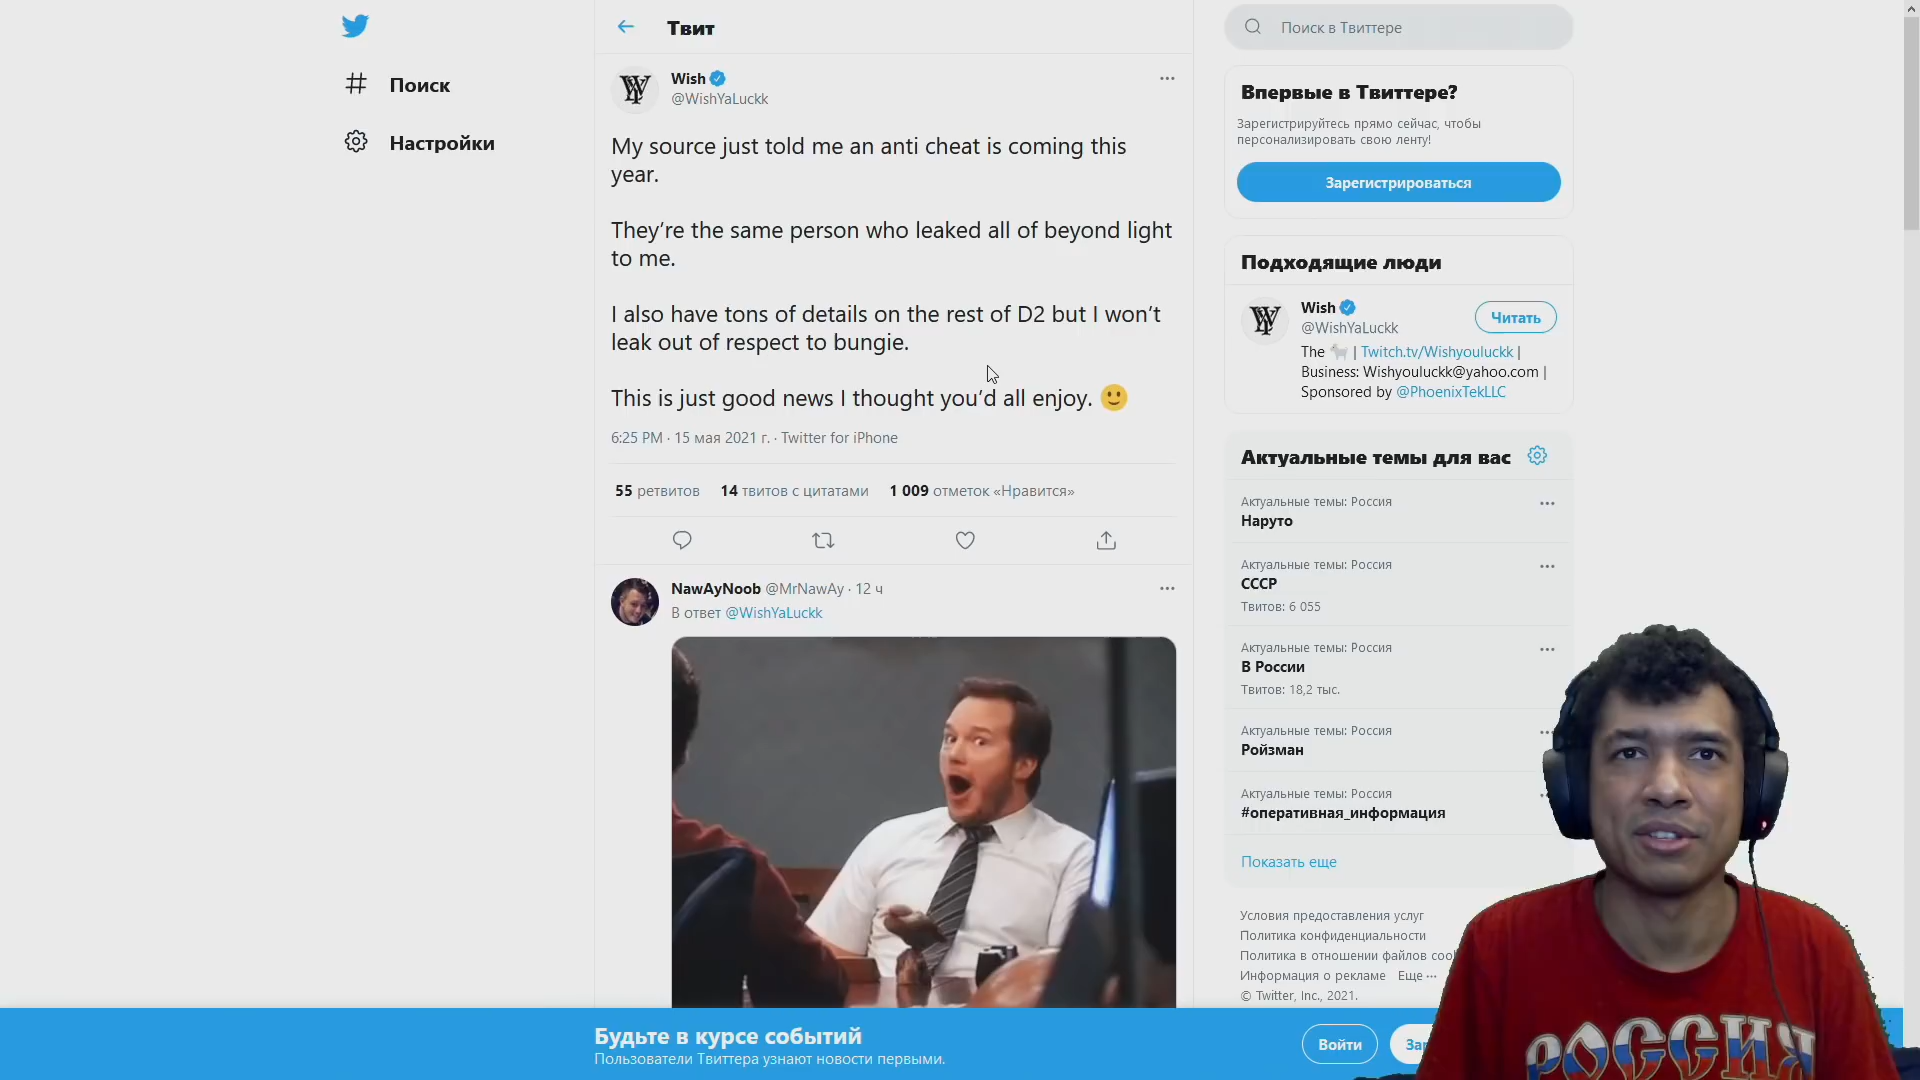 Поиск
Настройки
Твит
Wish
@WishYaLuckk
My source just told me an anti cheat is coming this
year.
They’re the same person who leaked all of beyond light
to me.
I also have tons of details on the rest of D2 but I won’t
leak out of respect to bungie.
This is just good news I thought you’d all enjoy. 🙂
6:25 PM · 15 мая 2021 г. · Twitter for iPhone
55 ретвитов 14 твитов с цитатами 1 009 отметок «Нравится»
NawAyNoob @MrNawAy · 12 ч
В ответ @WishYaLuckk
Поиск в Твиттере
Впервые в Твиттере?
Зарегистрируйтесь прямо сейчас, чтобы
персонализировать свою ленту!
Зарегистрироваться
Подходящие люди
Wish
@WishYaLuckk
Читать
The 🐐 | Twitch.tv/Wishyouluckk |
Business: Wishyouluckk@yahoo.com |
Sponsored by @PhoenixTekLLC
Актуальные темы для вас
Актуальные темы: Россия
Наруто
Актуальные темы: Россия
СССР
Твитов: 6 055
Актуальные темы: Россия
В России
Твитов: 18,2 тыс.
Актуальные темы: Россия
Ройзман
Актуальные темы: Россия
#оперативная_информация
Показать еще
Условия предоставления услуг
Политика конфиденциальности
Политика в отношении файлов coo
Информация о рекламе Еще ···
© Twitter, Inc., 2021.
Будьте в курсе событий
Пользователи Твиттера узнают новости первыми.
Войти
Зар
РОССИЯ